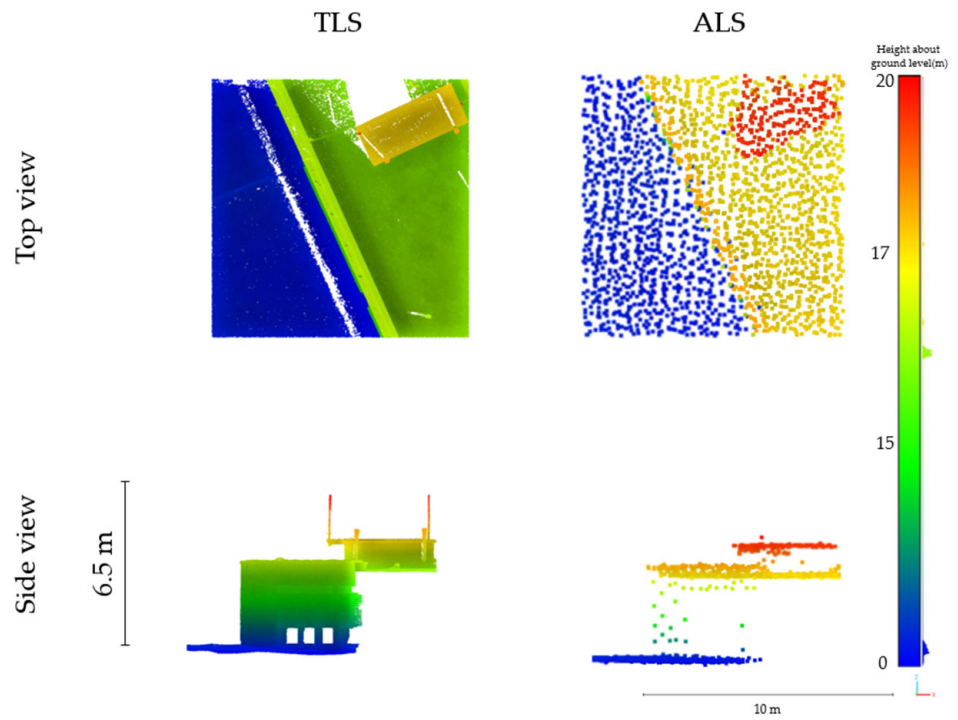 TLS
ALS
Height about
ground level(m)
20
Top view
17
15
Side view
6.5 m
0
10 m